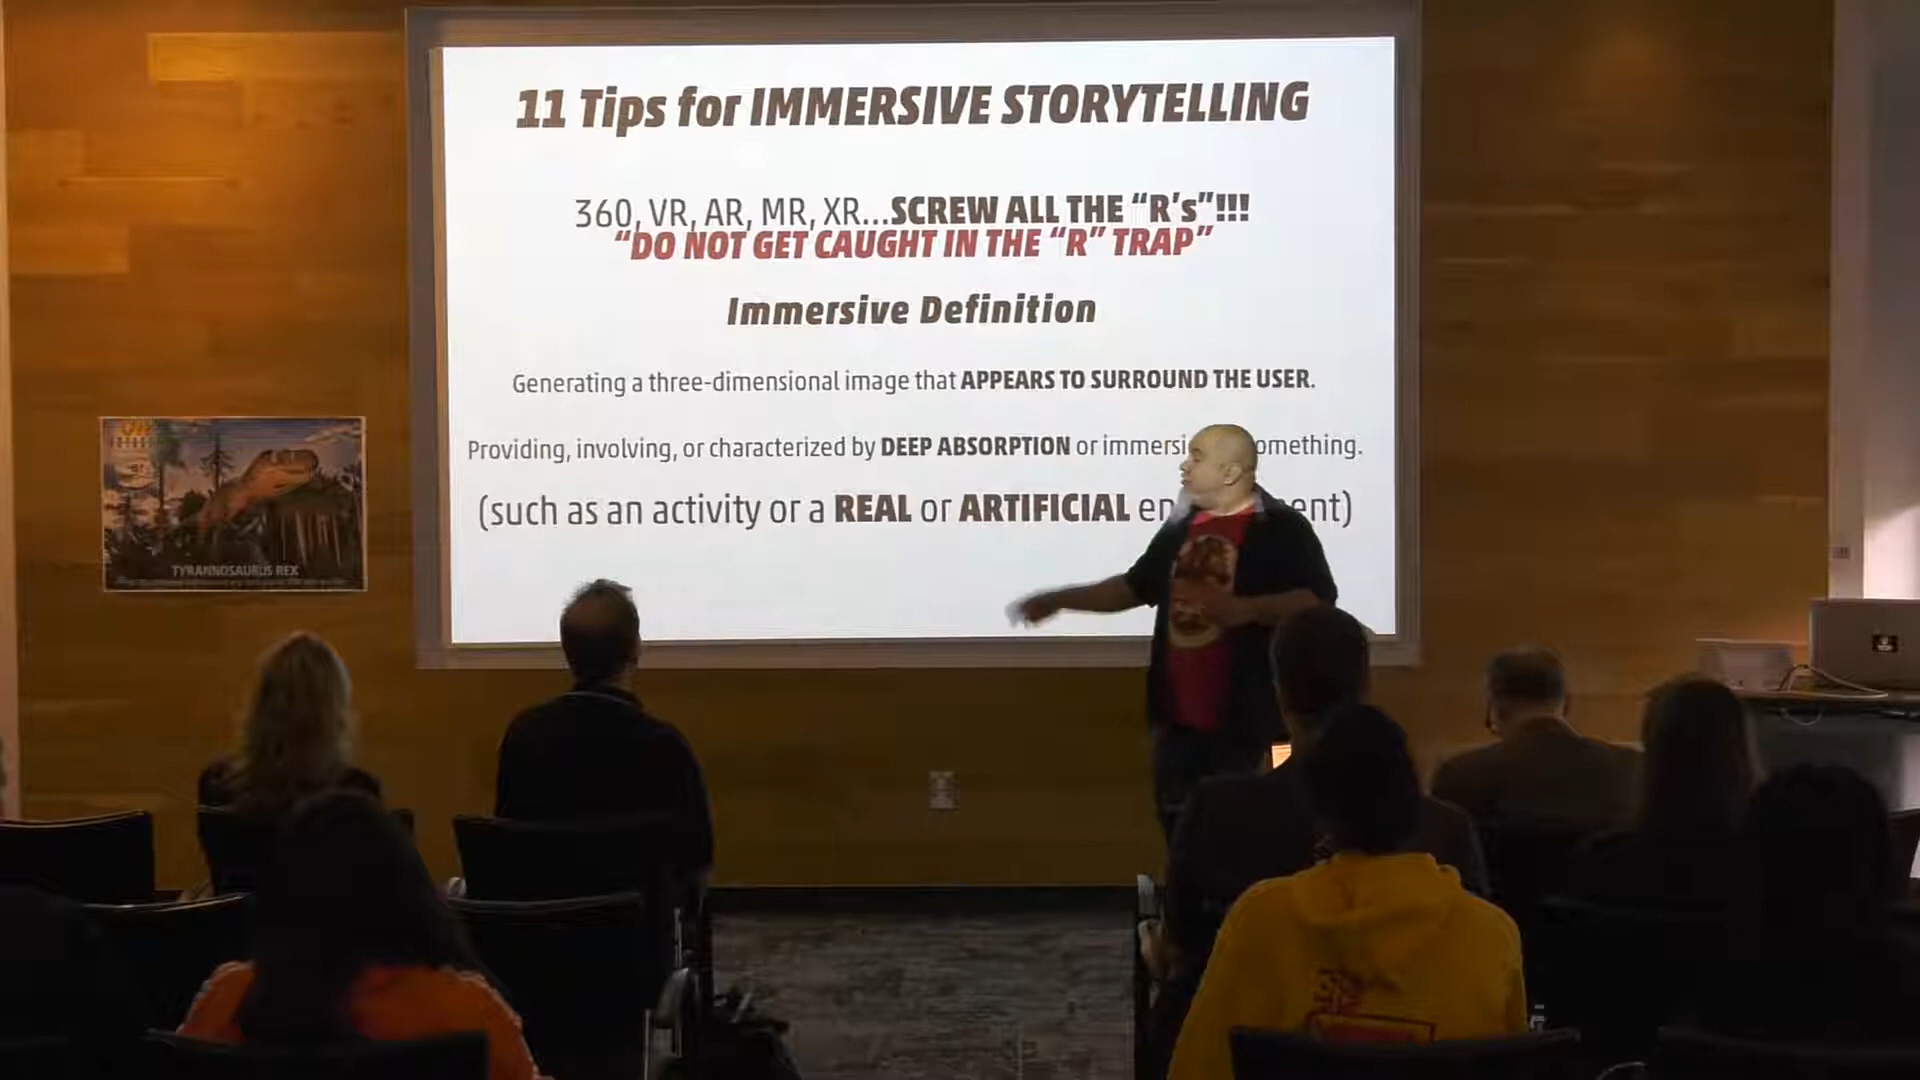 11 Tips for IMMERSIVE STORYTELLING
360, VR, AR, MR, XR...SCREW ALL THE “R’s”!!!
“DO NOT GET CAUGHT IN THE “R” TRAP”
Immersive Definition
Generating a three-dimensional image that APPEARS TO SURROUND THE USER.
Providing, involving, or characterized by DEEP ABSORPTION or
(such as an activity or a REAL or ARTIFICIAL
TYRANNOSAURUS REX